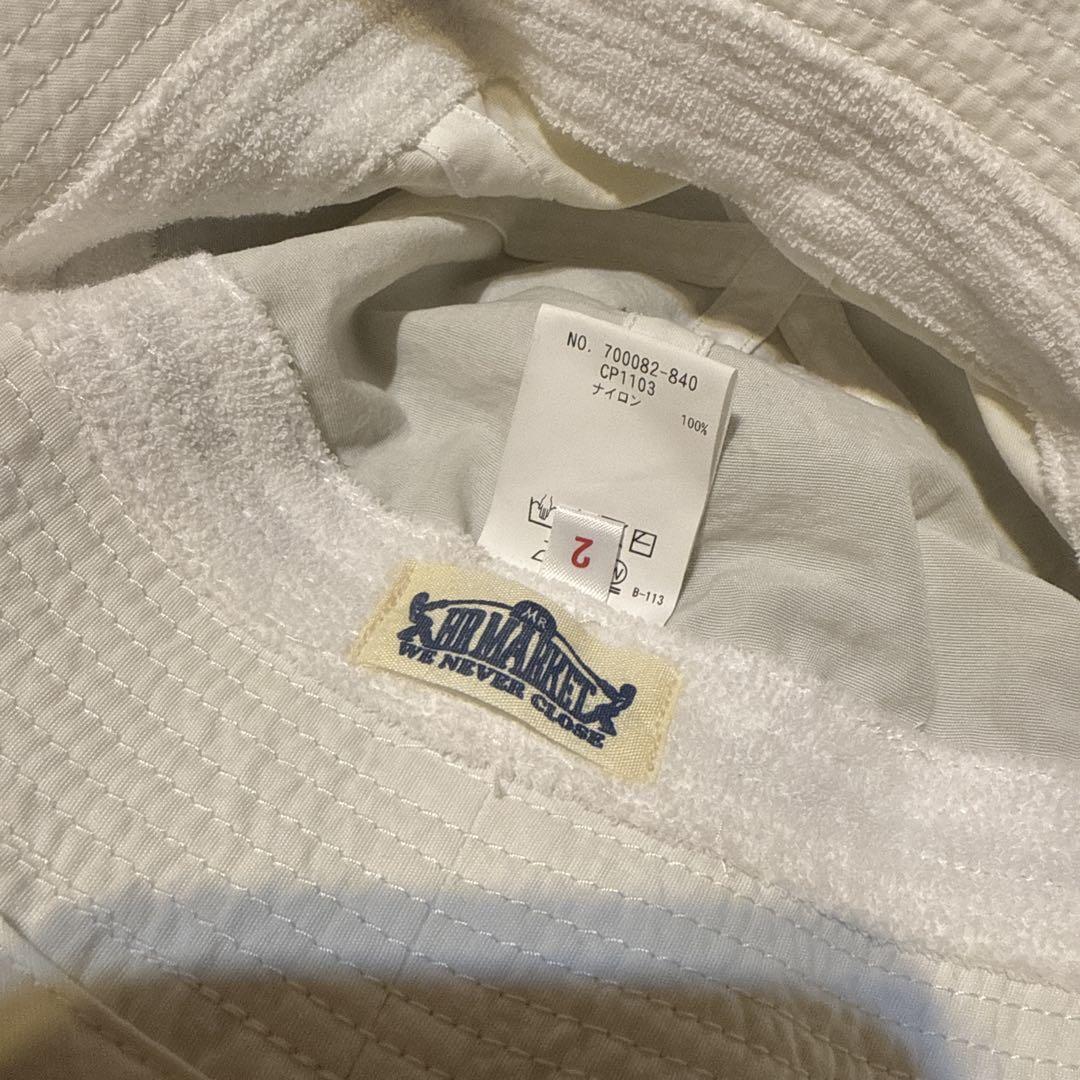 NO. 700082-840
CP1103
ナイロン
100%
2
B-113
MR
HR MARKET
WE NEVER CLOSE